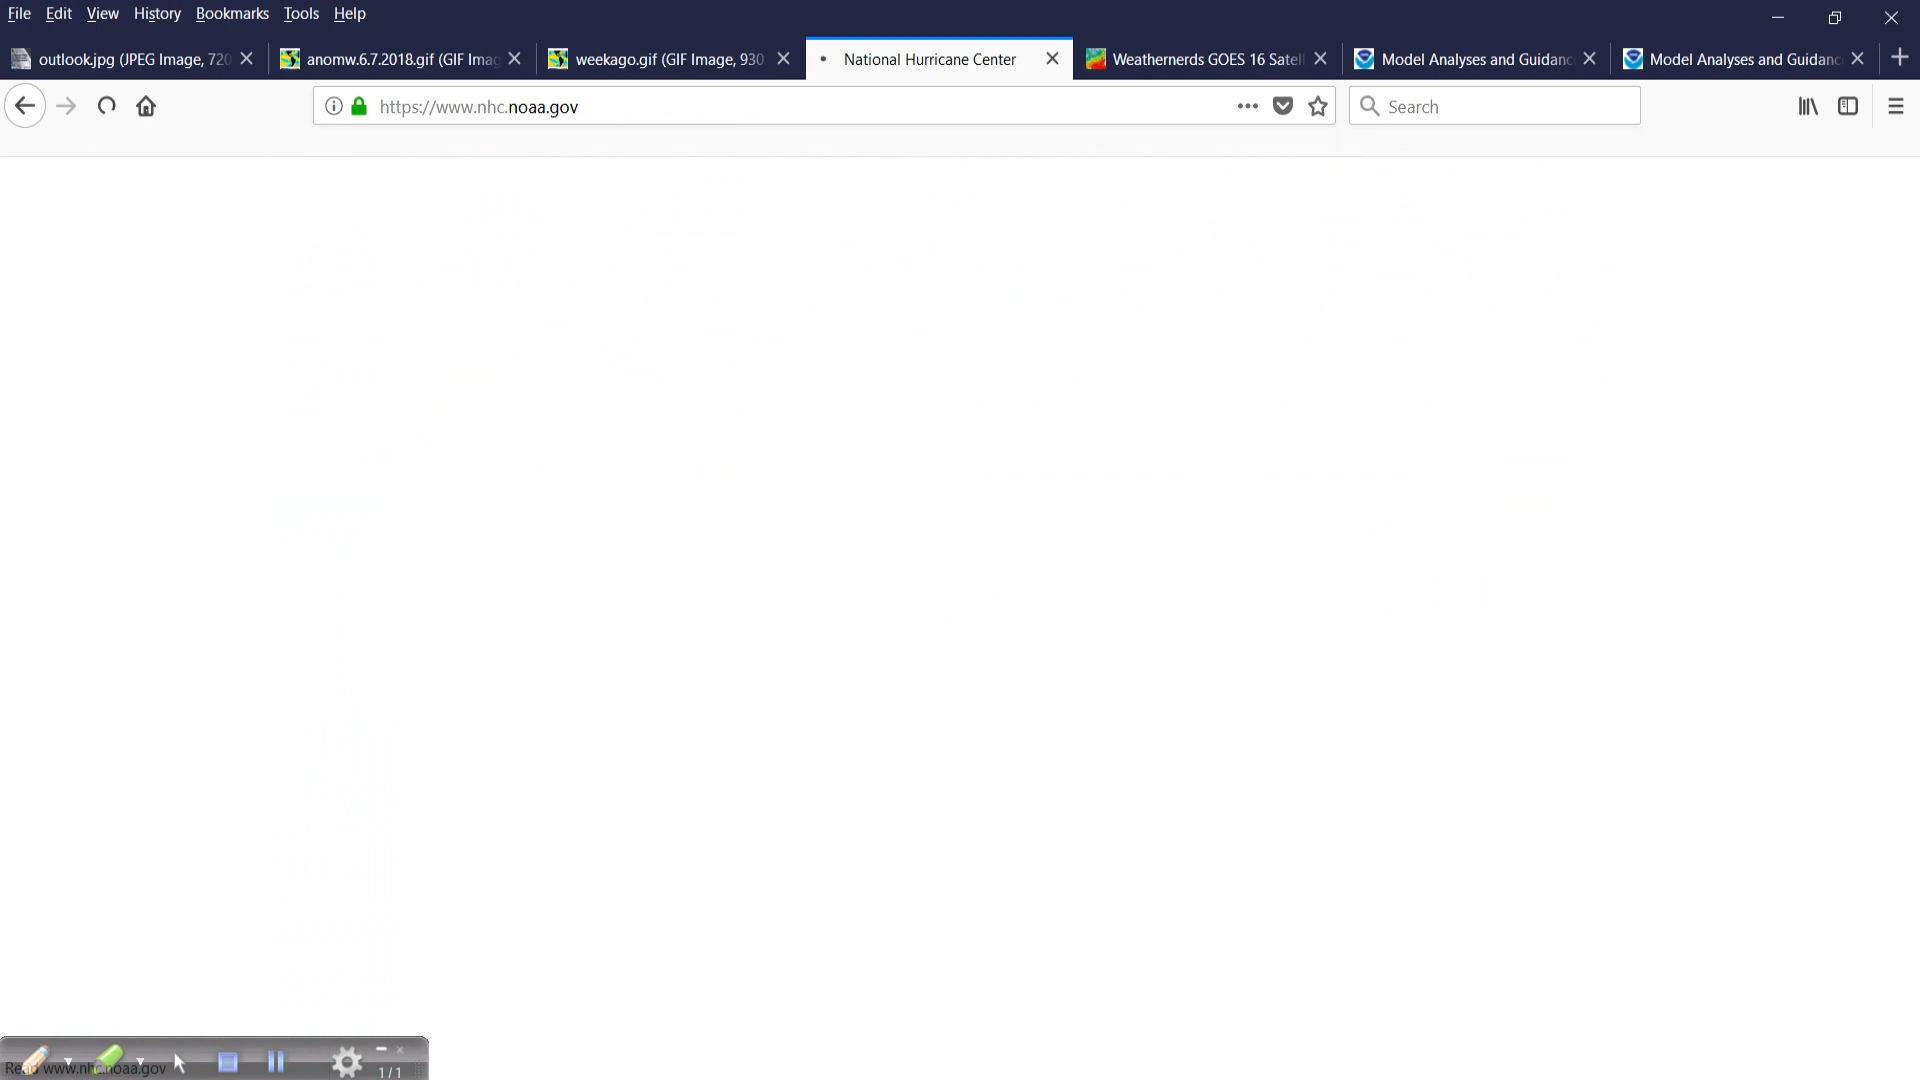 File Edit View History Bookmarks Tools Help
outlook.jpg (JPEG Image, 720 anomw.6.7.2018.gif (GIF Imag weekago.gif (GIF Image, 930 National Hurricane Center Weathernerds GOES 16 Satell Model Analyses and Guidanc Model Analyses and Guidanc
https://www.nhc.noaa.gov Search
Read www.nhc.noaa.gov 1/1